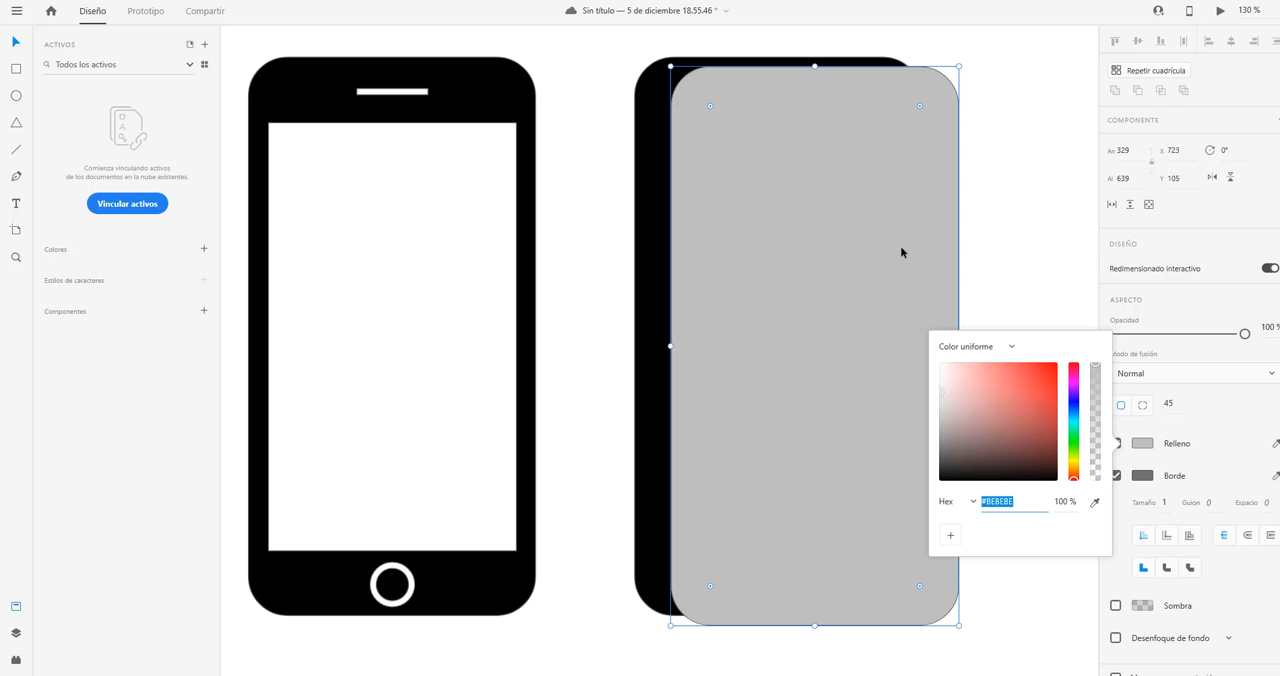 Diseño
Prototipo
Compartir
Sin título — 5 de diciembre 18.55.46 *
130 %
ACTIVOS
Todos los activos
Comienza vinculando activos
de los documentos en la nube existentes.
Vincular activos
Colores
Estilos de caracteres
Componentes
Repetir cuadrícula
COMPONENTE
An 329
X 723
0°
Al 639
Y 105
DISEÑO
Redimensionado interactivo
ASPECTO
Opacidad
100 %
Modo de fusión
Normal
45
Relleno
Borde
Tamaño 1
Guion 0
Espacio 0
Sombra
Desenfoque de fondo
Color uniforme
Hex
#BEBEBE
100 %